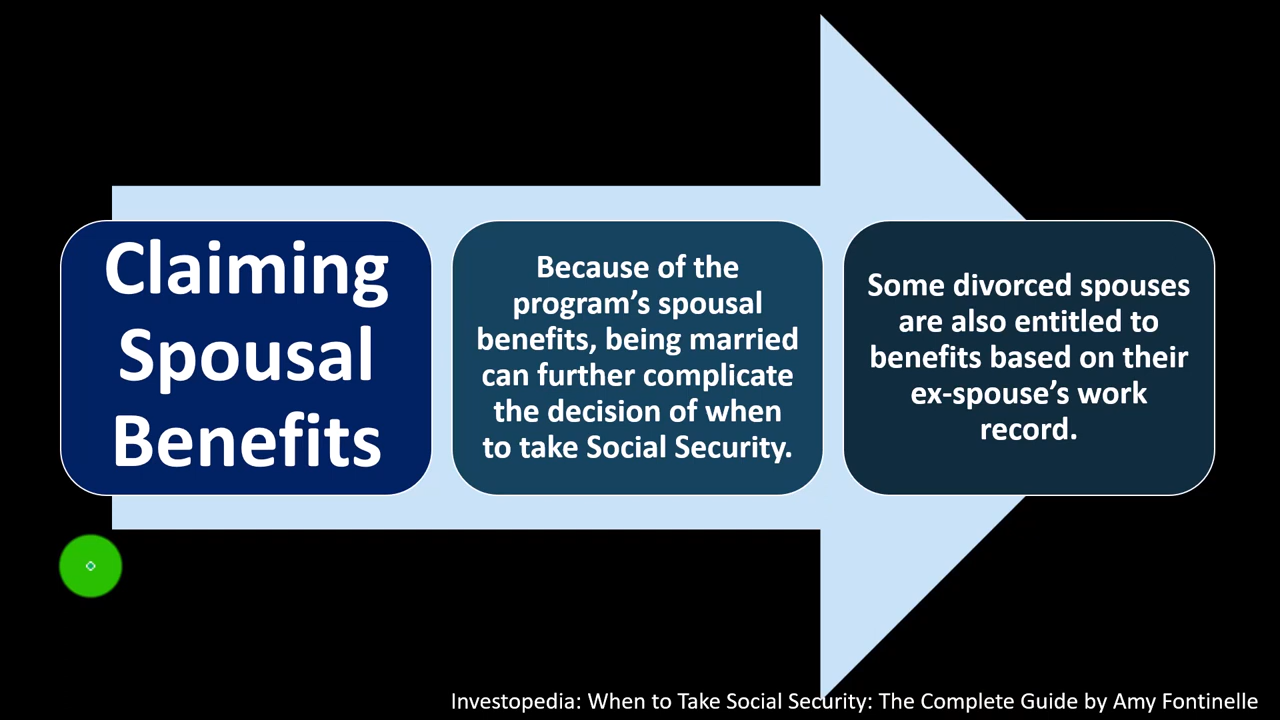 Claiming
Spousal
Benefits
Because of the
program’s spousal
benefits, being married
can further complicate
the decision of when
to take Social Security.
Some divorced spouses
are also entitled to
benefits based on their
ex-spouse’s work
record.
Investopedia: When to Take Social Security: The Complete Guide by Amy Fontinelle